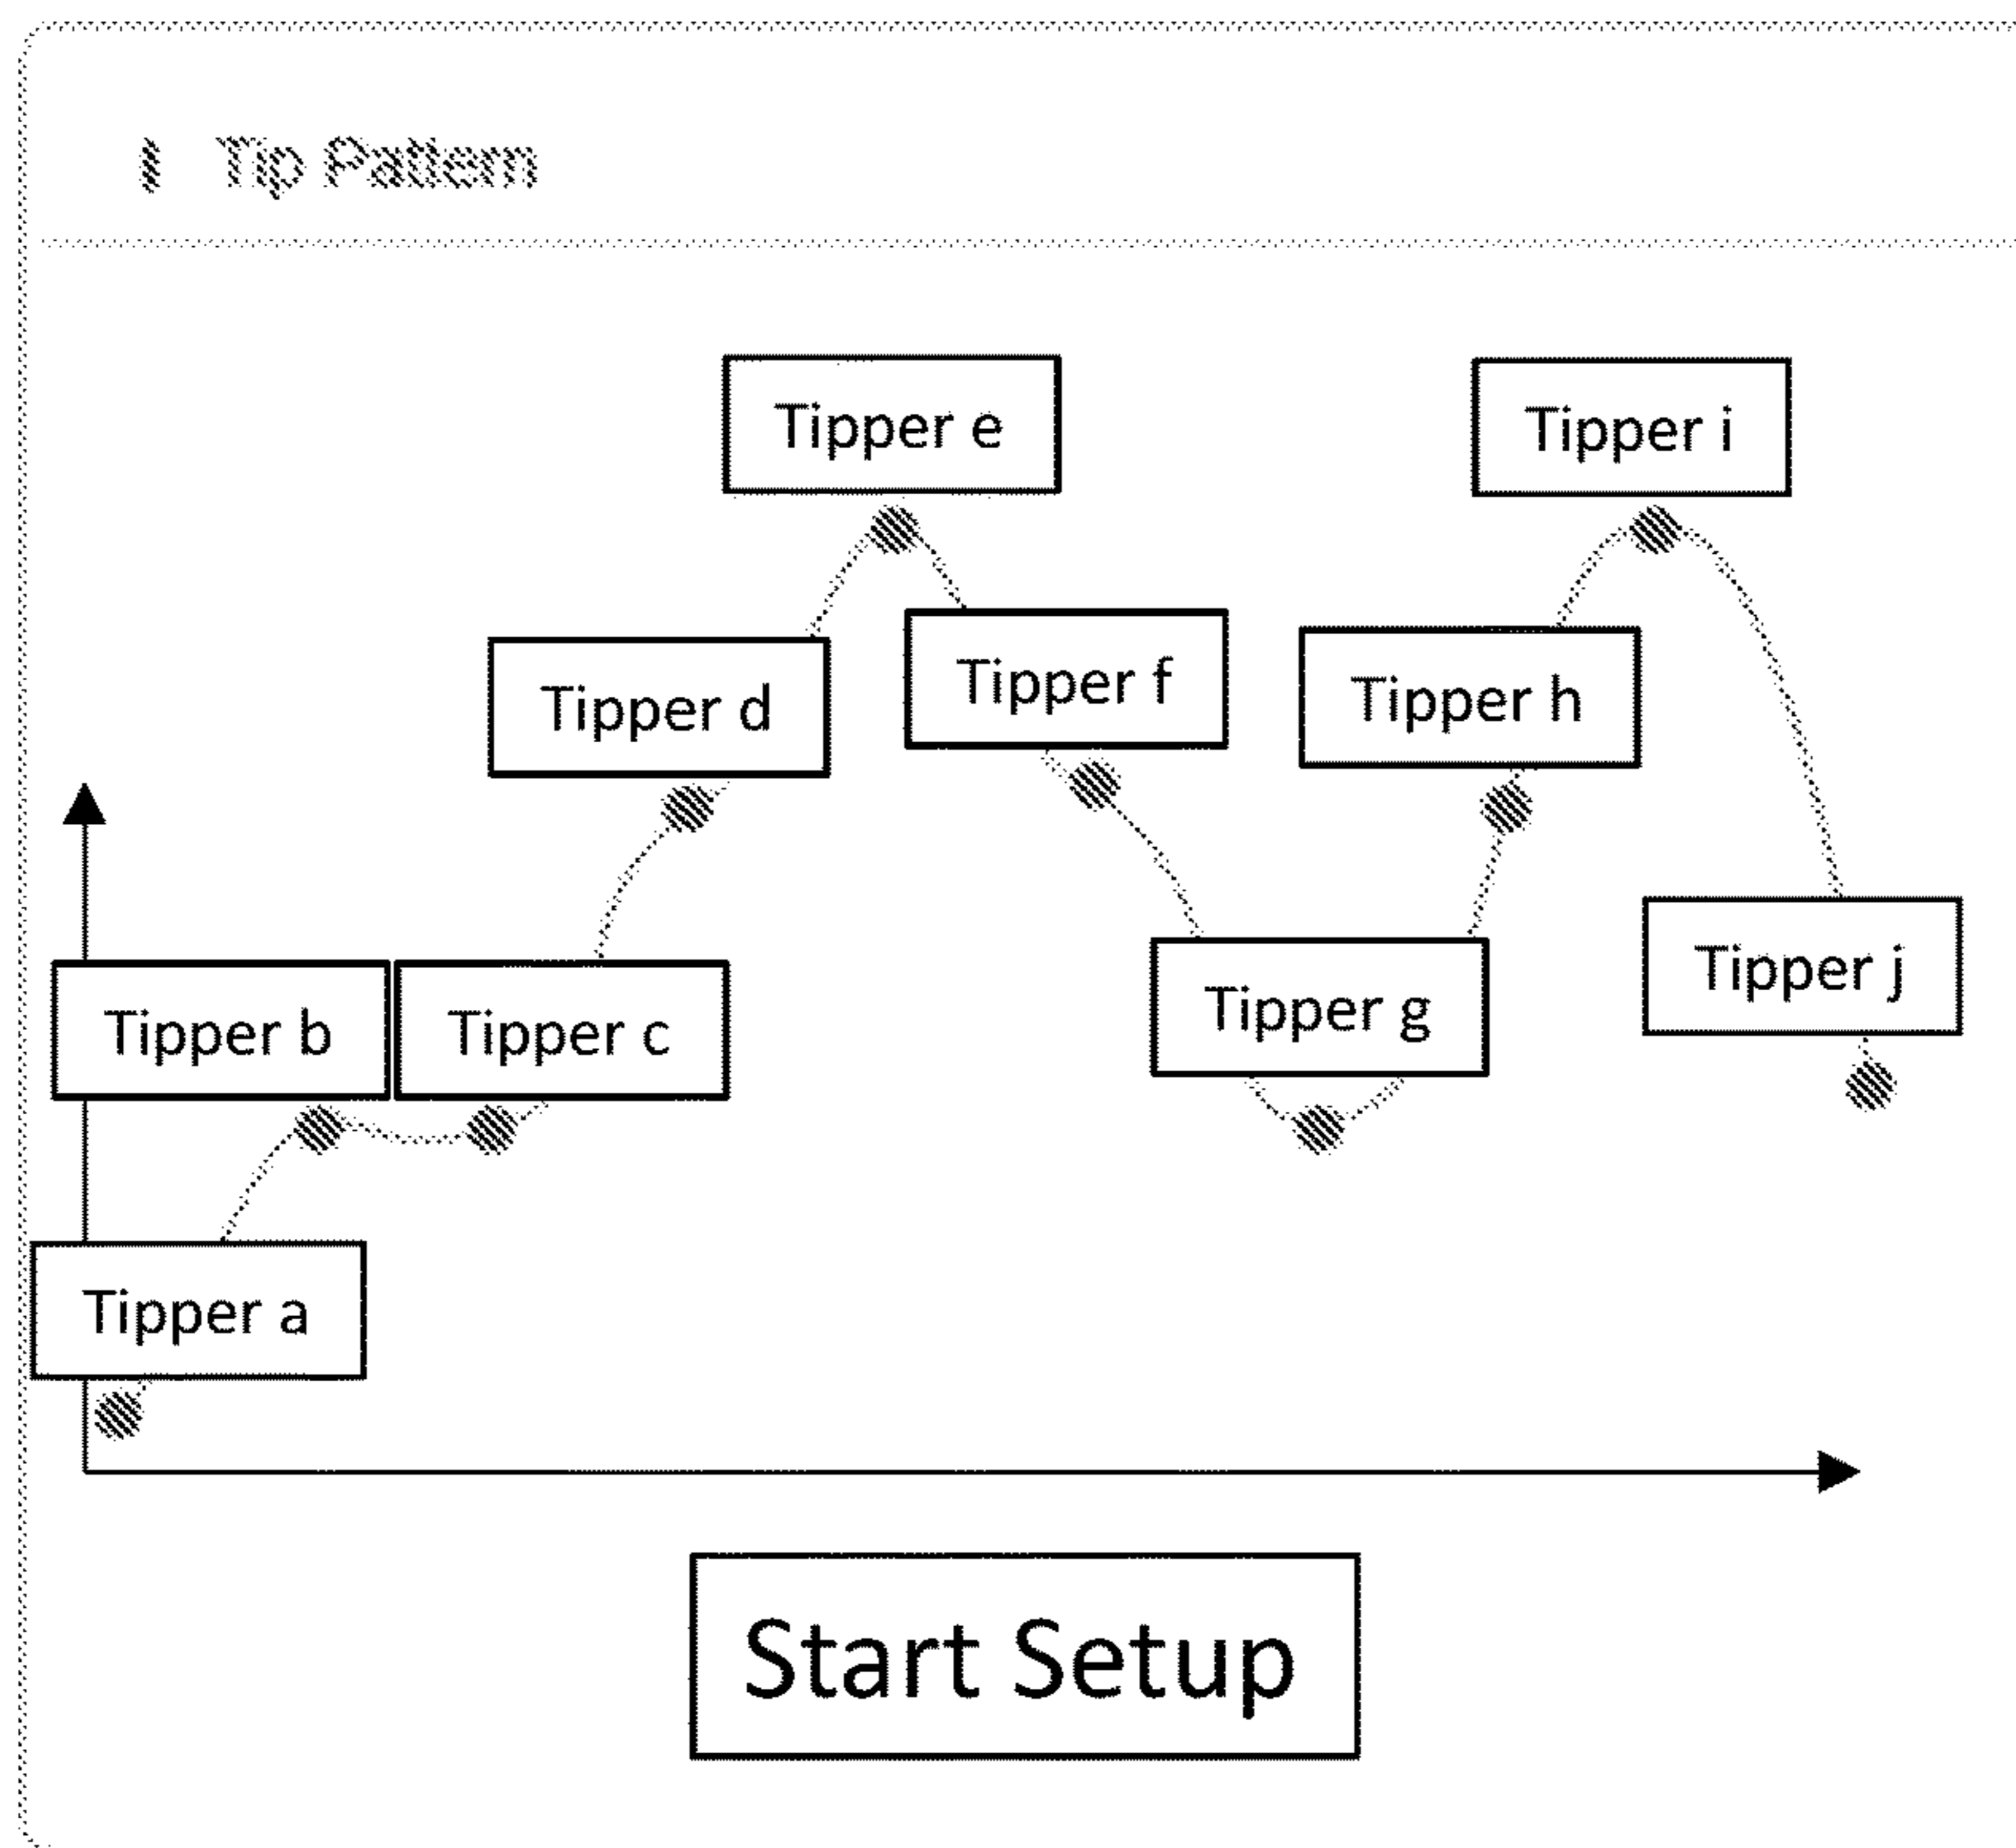 Tip Pattern
Tipper e
Tipper i
Tipper d
Tipper f
Tipper h
Tipper b
Tipper c
Tipper g
Tipper j
Tipper a
Start Setup